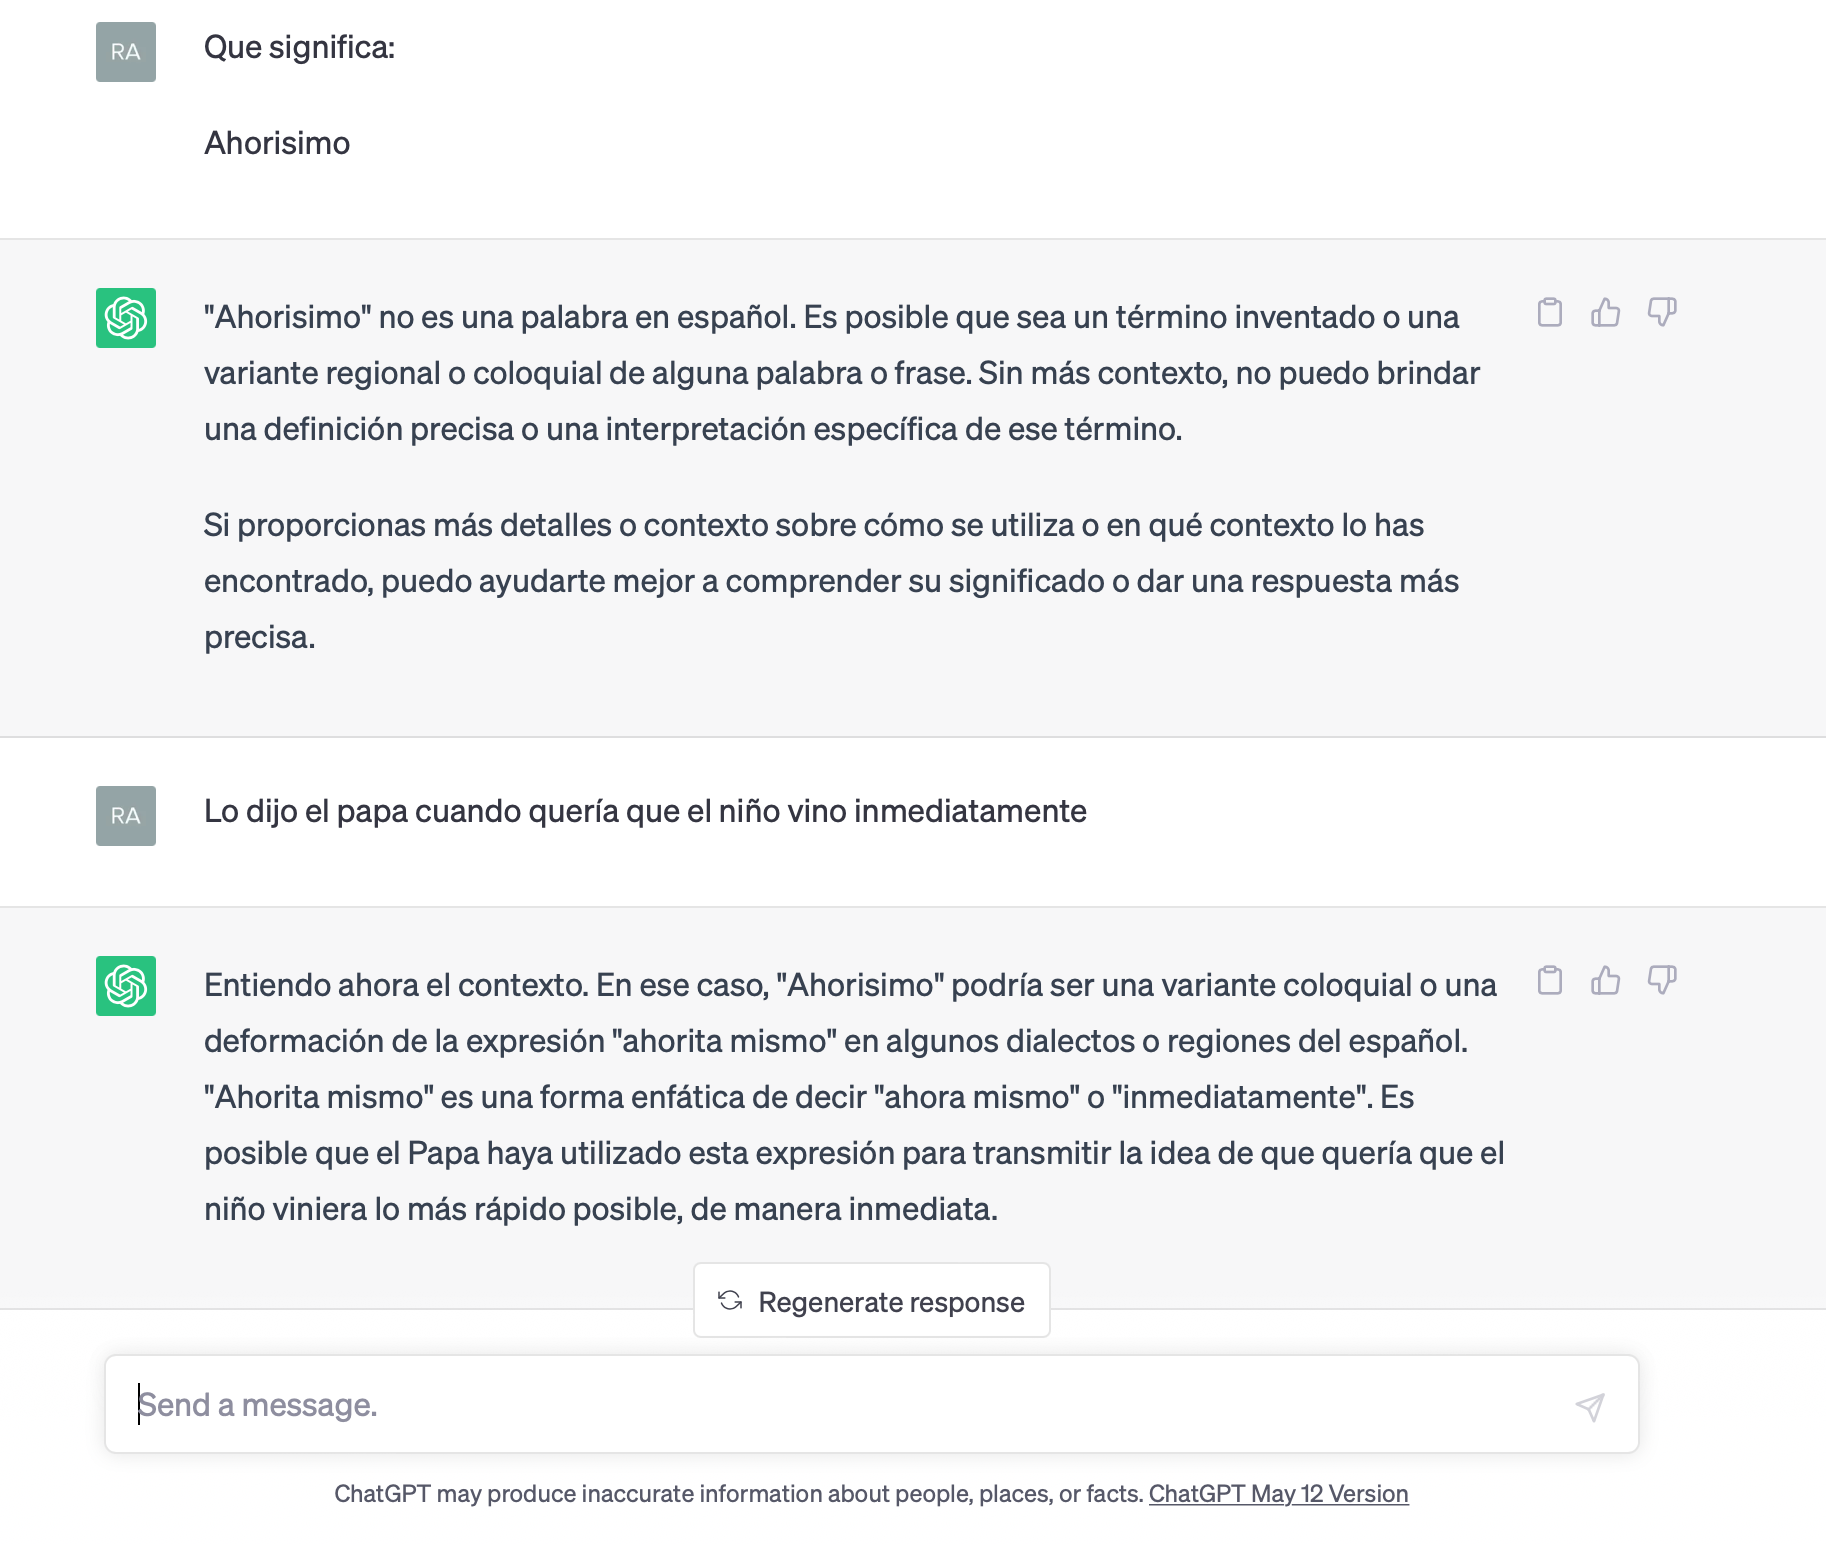 RA
Que significa:
Ahorisimo
"Ahorisimo" no es una palabra en español. Es posible que sea un término inventado o una
variante regional o coloquial de alguna palabra o frase. Sin más contexto, no puedo brindar
una definición precisa o una interpretación específica de ese término.
Si proporcionas más detalles o contexto sobre cómo se utiliza o en qué contexto lo has
encontrado, puedo ayudarte mejor a comprender su significado o dar una respuesta más
precisa.
RA
Lo dijo el papa cuando quería que el niño vino inmediatamente
Entiendo ahora el contexto. En ese caso, "Ahorisimo" podría ser una variante coloquial o una
deformación de la expresión "ahorita mismo" en algunos dialectos o regiones del español.
"Ahorita mismo" es una forma enfática de decir "ahora mismo" o "inmediatamente". Es
posible que el Papa haya utilizado esta expresión para transmitir la idea de que quería que el
niño viniera lo más rápido posible, de manera inmediata.
Regenerate response
Send a message.
ChatGPT may produce inaccurate information about people, places, or facts. ChatGPT May 12 Version